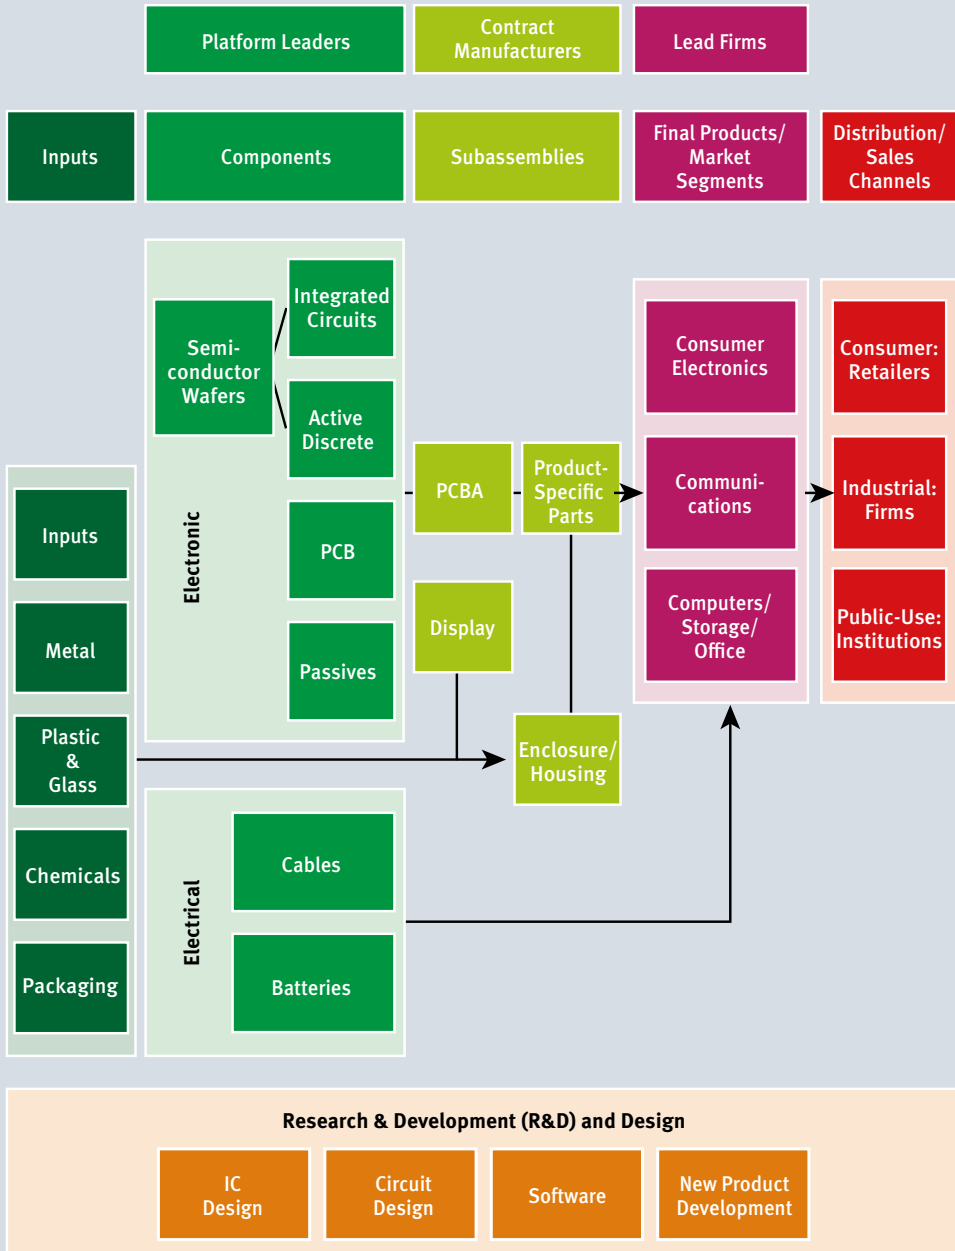 Platform Leaders
Contract
Manufacturers
Lead Firms
Inputs
Components
Subassemblies
Final Products/
Market
Segments
Distribution/
Sales
Channels
Inputs
Metal
Plastic
&
Glass
Chemicals
Packaging
Electronic
Semi-
conductor
Wafers
Integrated
Circuits
Active
Discrete
PCB
Passives
Electrical
Cables
Batteries
PCBA
Product-
Specific
Parts
Display
Enclosure/
Housing
Consumer
Electronics
Communi-
cations
Computers/
Storage/
Office
Consumer:
Retailers
Industrial:
Firms
Public-Use:
Institutions
Research & Development (R&D) and Design
IC
Design
Circuit
Design
Software
New Product
Development